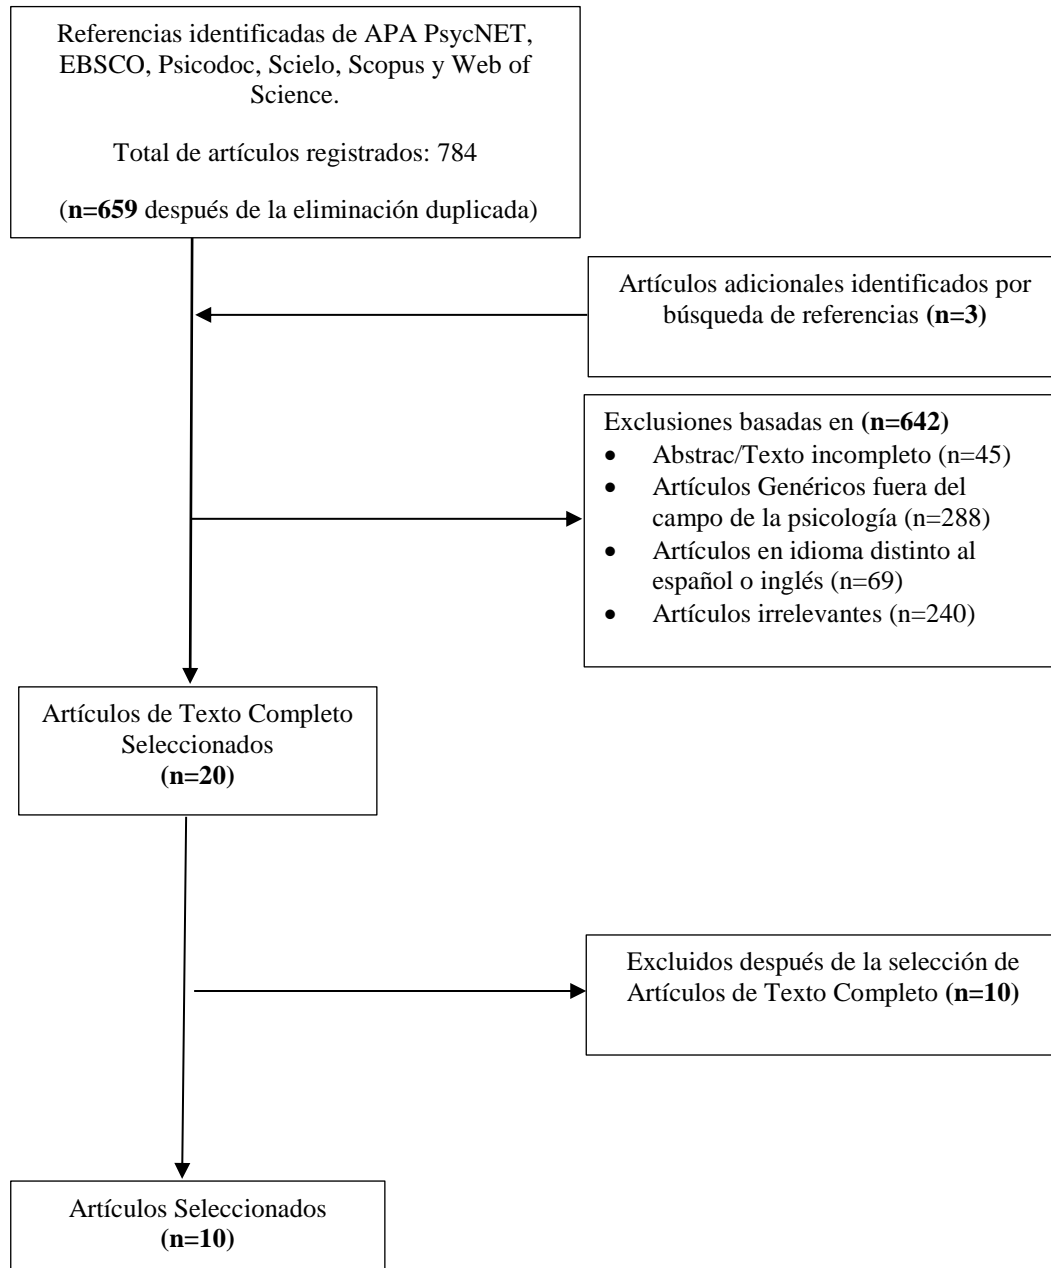 Referencias identificadas de APA PsycNET,
EBSCO, Psicodoc, Scielo, Scopus y Web of
Science.
Total de artículos registrados: 784
(n=659 después de la eliminación duplicada)
Artículos adicionales identificados por
búsqueda de referencias (n=3)
Exclusiones basadas en (n=642)
• Abstrac/Texto incompleto (n=45)
• Artículos Genéricos fuera del
campo de la psicología (n=288)
• Artículos en idioma distinto al
español o inglés (n=69)
• Artículos irrelevantes (n=240)
Artículos de Texto Completo
Seleccionados
(n=20)
Excluidos después de la selección de
Artículos de Texto Completo (n=10)
Artículos Seleccionados
(n=10)